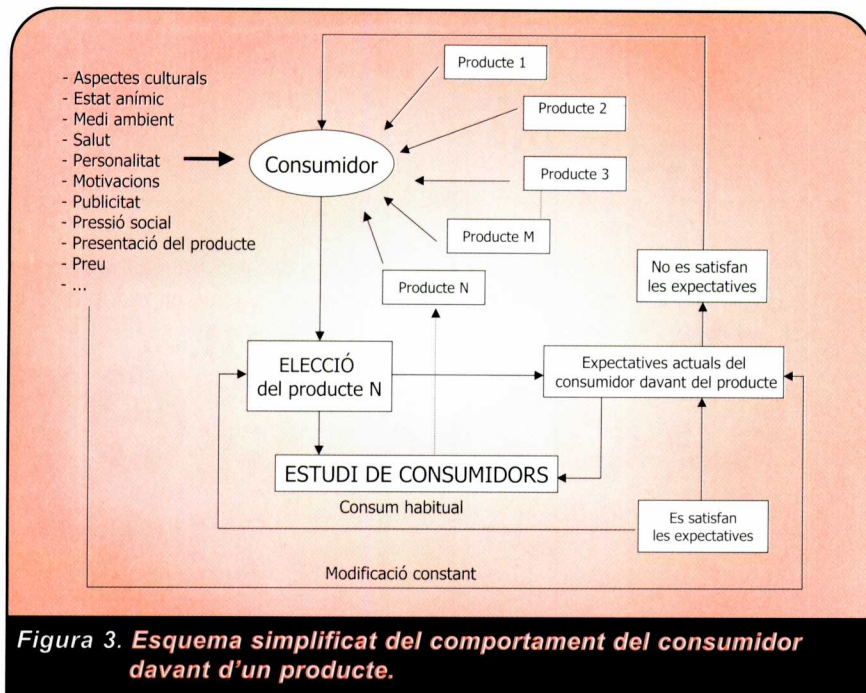 - Aspectes culturals
- Estat anímic
- Medi ambient
- Salut
- Personalitat
- Motivacions
- Publicitat
- Pressió social
- Presentació del producte
- Preu
- ...
Consumidor
Producte 1
Producte 2
Producte 3
Producte M
Producte N
No es satisfan
les expectatives
ELECCIÓ
del producte N
Expectatives actuals del
consumidor davant del producte
ESTUDI DE CONSUMIDORS
Consum habitual
Es satisfan
les expectatives
Modificació constant
Figura 3. Esquema simplificat del comportament del consumidor
davant d'un producte.